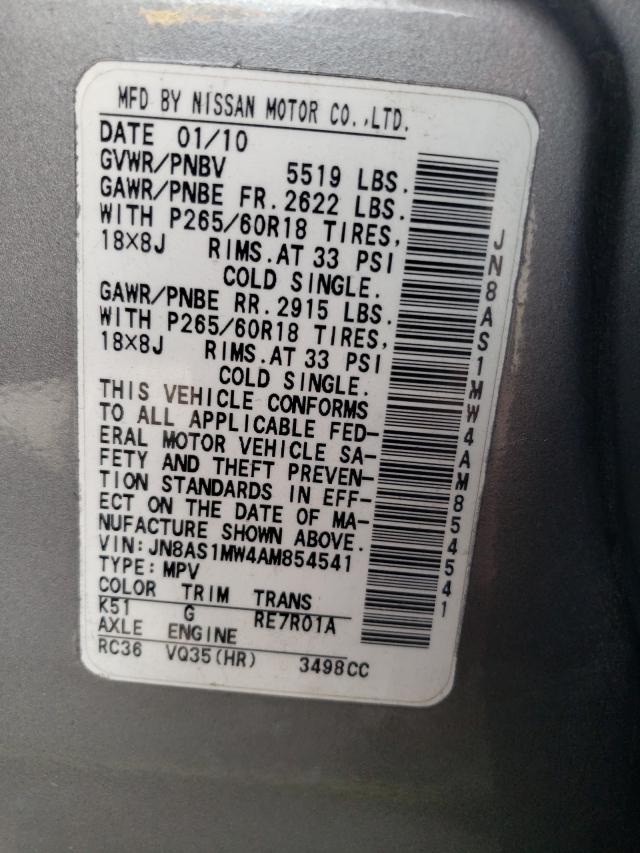 MFD BY NISSAN MOTOR CO.,LTD.
DATE 01/10
GVWR/PNBV 5519 LBS.
GAWR/PNBE FR. 2622 LBS.
WITH P265/60R18 TIRES,
18×8J RIMS. AT 33 PSI
COLD SINGLE.
GAWR/PNBE RR. 2915 LBS.
WITH P265/60R18 TIRES,
18×8J RIMS. AT 33 PSI
COLD SINGLE.
THIS VEHICLE CONFORMS
TO ALL APPLICABLE FED-
ERAL MOTOR VEHICLE SA-
FETY AND THEFT PREVEN-
TION STANDARDS IN EFF-
ECT ON THE DATE OF MA-
NUFACTURE SHOWN ABOVE.
VIN: JN8AS1MW4AM854541
TYPE: MPV
COLOR TRIM TRANS
K51 G RE7R01A
AXLE ENGINE
RC36 VQ35(HR) 3498CC
JN8AS1MW4AM854541